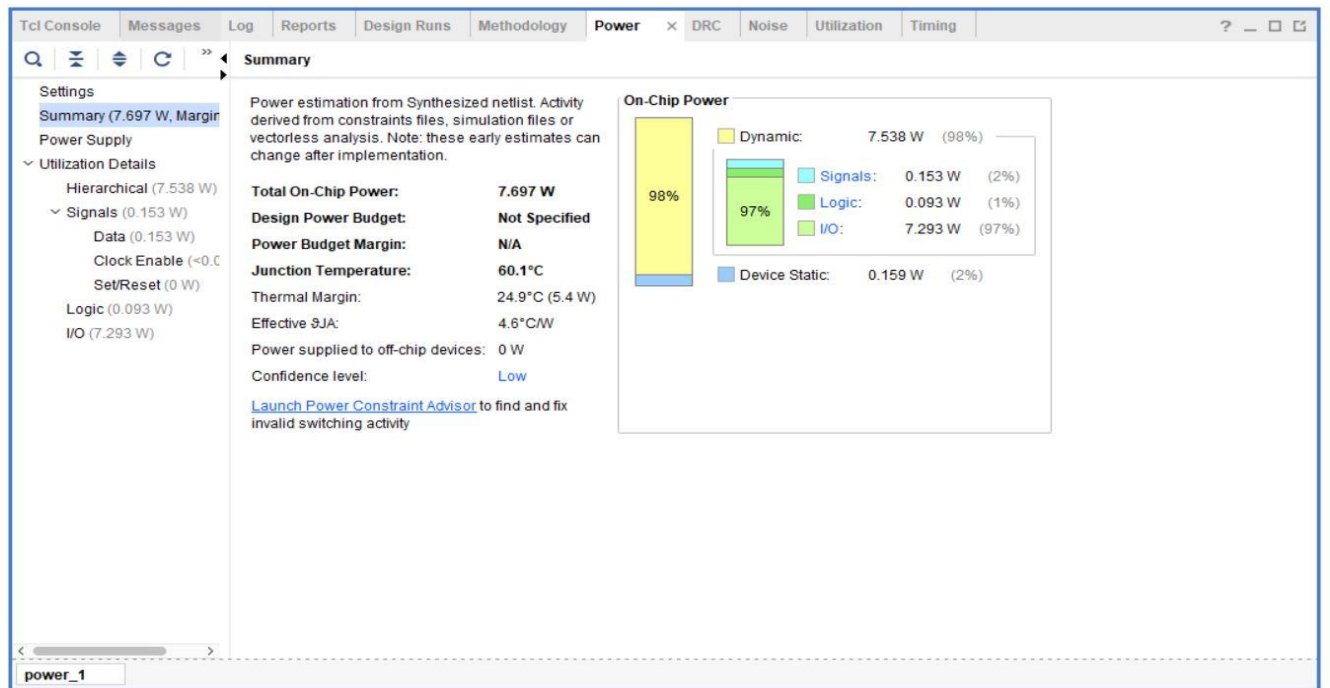 Tcl Console Messages Log Reports Design Runs Methodology Power × DRC Noise Utilization Timing ? _
» Summary
Settings
Summary (7.697 W, Margin
Power Supply
Utilization Details
Hierarchical (7.538 W)
Signals (0.153 W)
Data (0.153 W)
Clock Enable (<0.0
Set/Reset (0 W)
Logic (0.093 W)
I/O (7.293 W)
Power estimation from Synthesized netlist. Activity
derived from constraints files, simulation files or
vectorless analysis. Note: these early estimates can
change after implementation.
Total On-Chip Power: 7.697 W
Design Power Budget: Not Specified
Power Budget Margin: N/A
Junction Temperature: 60.1°C
Thermal Margin: 24.9°C (5.4 W)
Effective ϑJA: 4.6°C/W
Power supplied to off-chip devices: 0 W
Confidence level: Low
Launch Power Constraint Advisor to find and fix
invalid switching activity
On-Chip Power
98%
Dynamic: 7.538 W (98%)
97%
Signals: 0.153 W (2%)
Logic: 0.093 W (1%)
I/O: 7.293 W (97%)
Device Static: 0.159 W (2%)
power_1